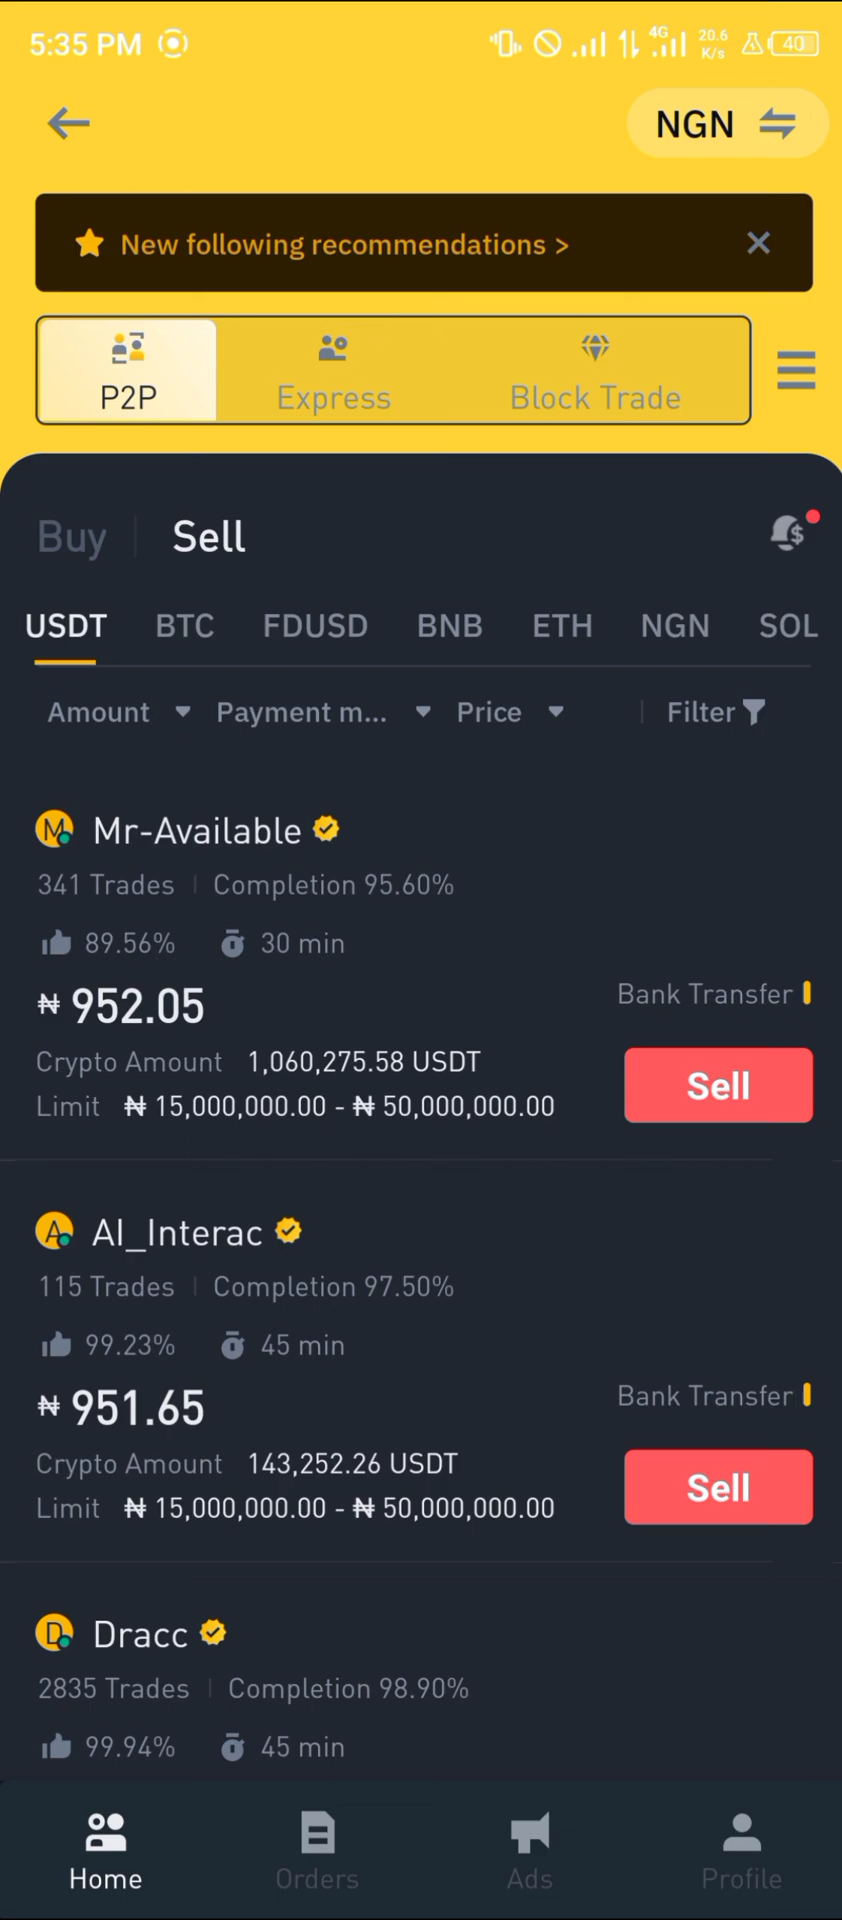 5:35 PM 4G 20.6 K/s 40
NGN
New following recommendations >
P2P Express Block Trade
Buy Sell
USDT BTC FDUSD BNB ETH NGN SOL
Amount Payment m... Price Filter
M Mr-Available
341 Trades Completion 95.60%
89.56% 30 min
₦ 952.05 Bank Transfer
Crypto Amount 1,060,275.58 USDT
Limit ₦ 15,000,000.00 - ₦ 50,000,000.00
Sell
A AI_Interac
115 Trades Completion 97.50%
99.23% 45 min
₦ 951.65 Bank Transfer
Crypto Amount 143,252.26 USDT
Limit ₦ 15,000,000.00 - ₦ 50,000,000.00
Sell
D Dracc
2835 Trades Completion 98.90%
99.94% 45 min
Home Orders Ads Profile